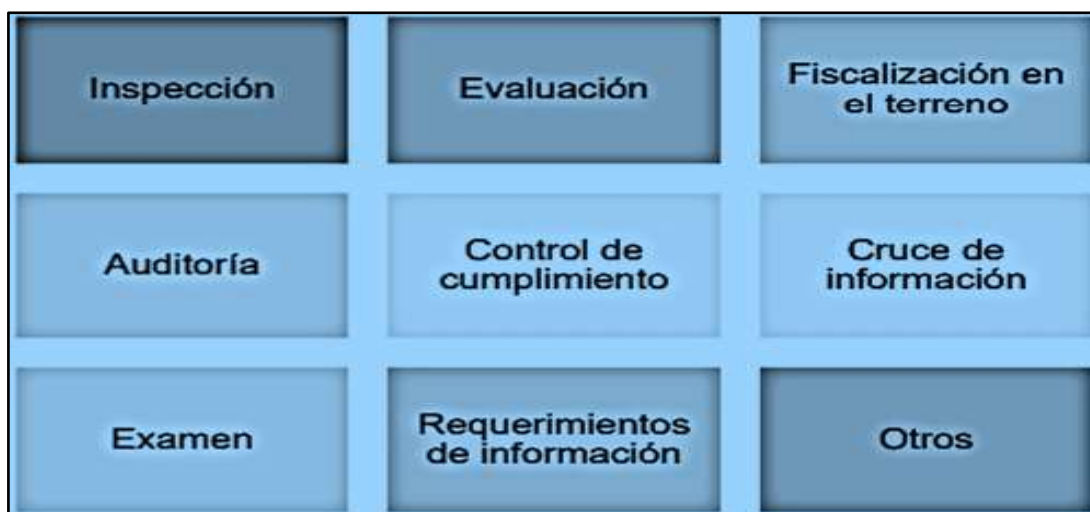 Inspección
Evaluación
Fiscalización en
el terreno
Auditoría
Control de
cumplimiento
Cruce de
información
Examen
Requerimientos
de información
Otros